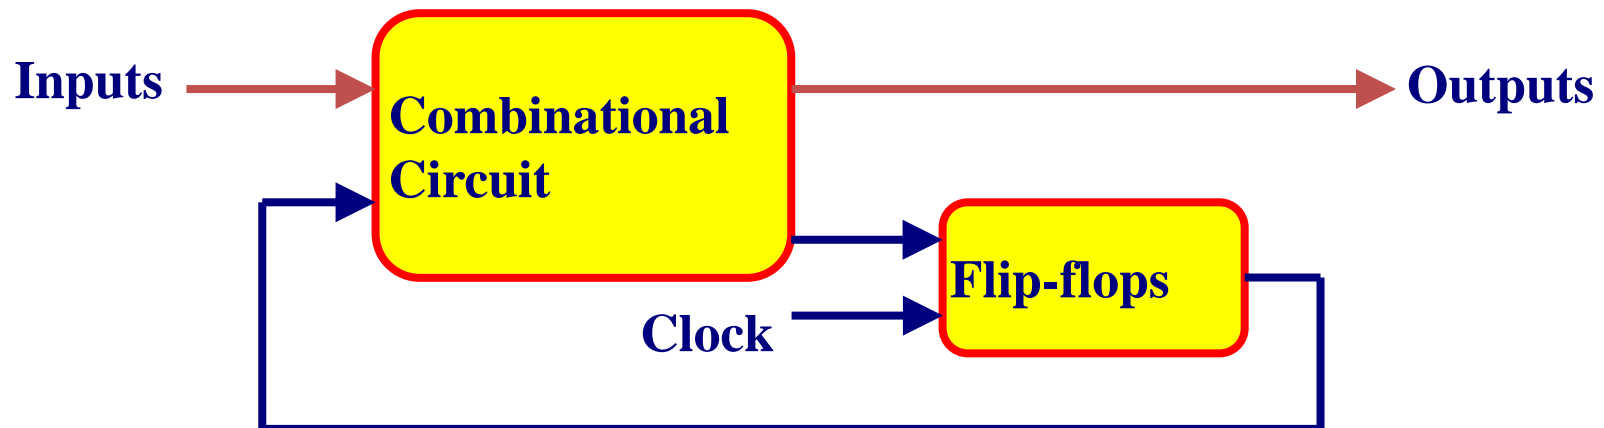 Inputs
Combinational
Circuit
Outputs
Flip-flops
Clock